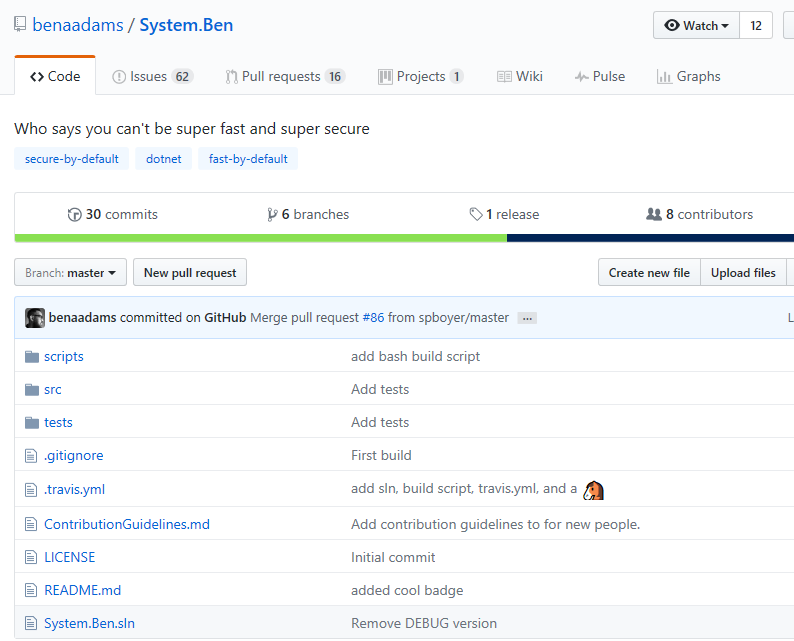 benaadams / System.Ben Watch 12
Code Issues 62 Pull requests 16 Projects 1 Wiki Pulse Graphs
Who says you can't be super fast and super secure
secure-by-default dotnet fast-by-default
30 commits 6 branches 1 release 8 contributors
Branch: master New pull request Create new file Upload files
benaadams committed on GitHub Merge pull request #86 from spboyer/master ... L
scripts add bash build script
src Add tests
tests Add tests
.gitignore First build
.travis.yml add sln, build script, travis.yml, and a
ContributionGuidelines.md Add contribution guidelines to for new people.
LICENSE Initial commit
README.md added cool badge
System.Ben.sln Remove DEBUG version